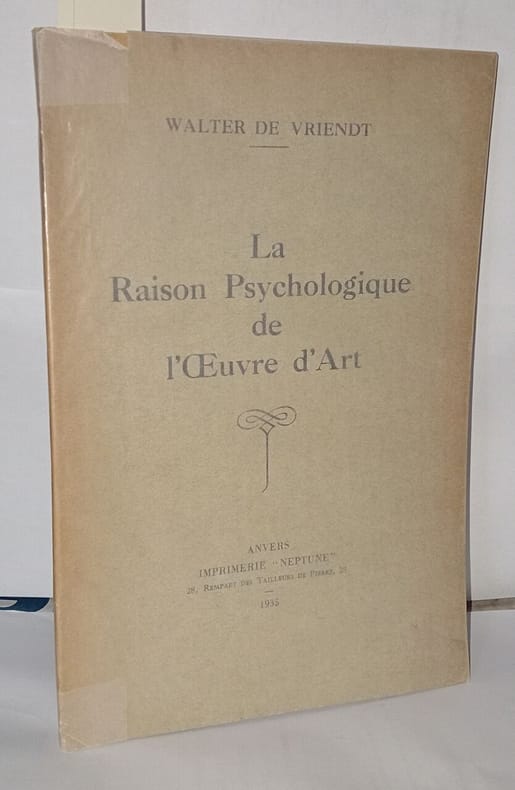 WALTER DE VRIENDT
La
Raison Psychologique
de
l'Œuvre d'Art
ANVERS
IMPRIMERIE "NEPTUNE"
28, REMPART DES TAILLEURS DE PIERRE, 28
1935